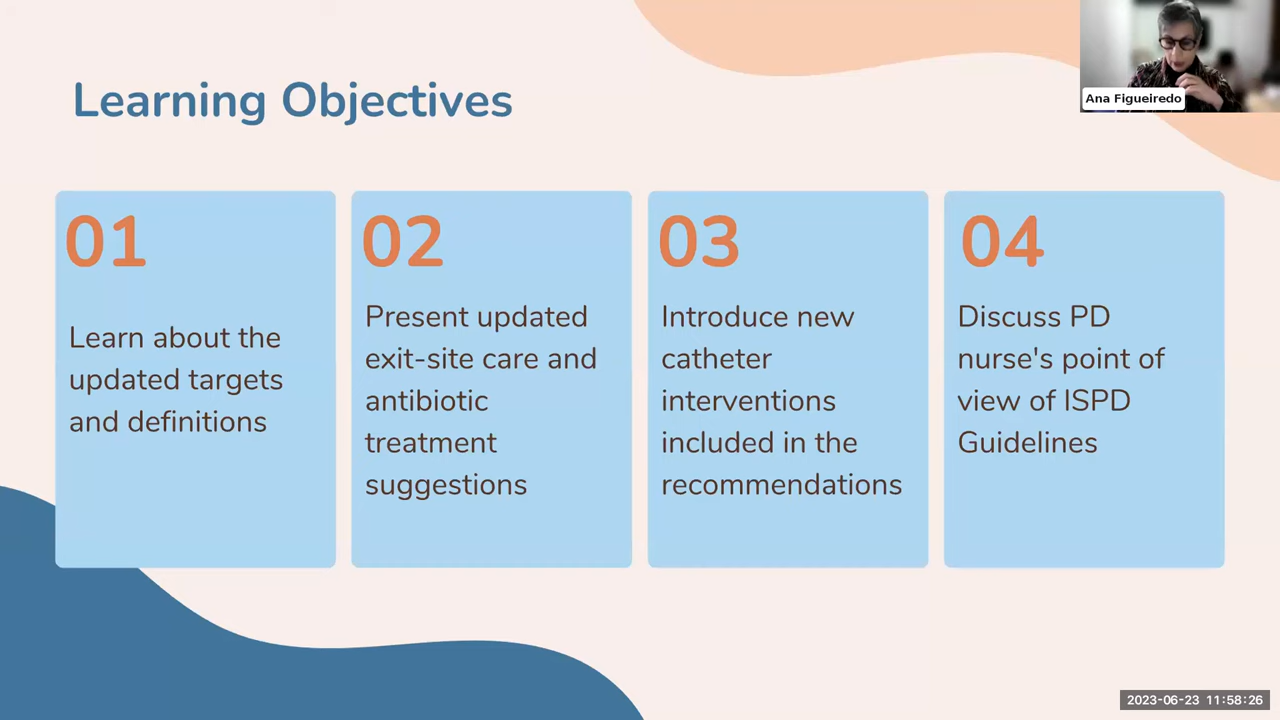 Learning Objectives
Ana Figueiredo
01
Learn about the
updated targets
and definitions
02
Present updated
exit-site care and
antibiotic
treatment
suggestions
03
Introduce new
catheter
interventions
included in the
recommendations
04
Discuss PD
nurse's point of
view of ISPD
Guidelines
2023-06-23 11:58:26